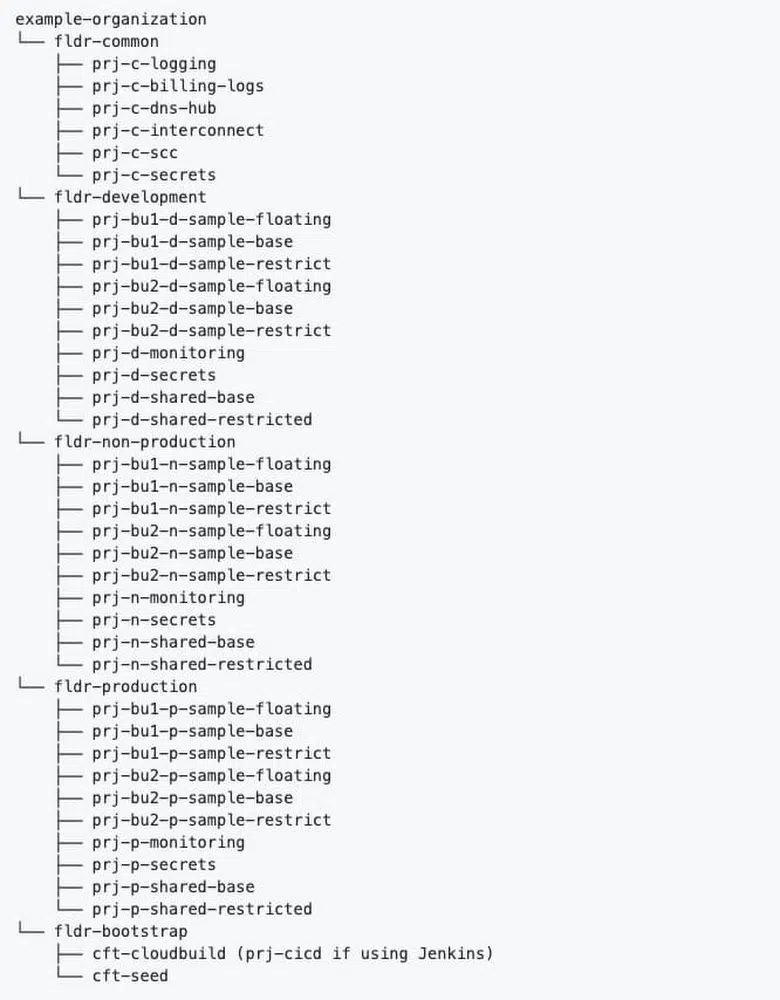 example-organization
└── fldr-common
    ├── prj-c-logging
    ├── prj-c-billing-logs
    ├── prj-c-dns-hub
    ├── prj-c-interconnect
    ├── prj-c-scc
    └── prj-c-secrets
└── fldr-development
    ├── prj-bu1-d-sample-floating
    ├── prj-bu1-d-sample-base
    ├── prj-bu1-d-sample-restrict
    ├── prj-bu2-d-sample-floating
    ├── prj-bu2-d-sample-base
    ├── prj-bu2-d-sample-restrict
    ├── prj-d-monitoring
    ├── prj-d-secrets
    ├── prj-d-shared-base
    └── prj-d-shared-restricted
└── fldr-non-production
    ├── prj-bu1-n-sample-floating
    ├── prj-bu1-n-sample-base
    ├── prj-bu1-n-sample-restrict
    ├── prj-bu2-n-sample-floating
    ├── prj-bu2-n-sample-base
    ├── prj-bu2-n-sample-restrict
    ├── prj-n-monitoring
    ├── prj-n-secrets
    ├── prj-n-shared-base
    └── prj-n-shared-restricted
└── fldr-production
    ├── prj-bu1-p-sample-floating
    ├── prj-bu1-p-sample-base
    ├── prj-bu1-p-sample-restrict
    ├── prj-bu2-p-sample-floating
    ├── prj-bu2-p-sample-base
    ├── prj-bu2-p-sample-restrict
    ├── prj-p-monitoring
    ├── prj-p-secrets
    ├── prj-p-shared-base
    └── prj-p-shared-restricted
└── fldr-bootstrap
    ├── cft-cloudbuild (prj-cicd if using Jenkins)
    └── cft-seed